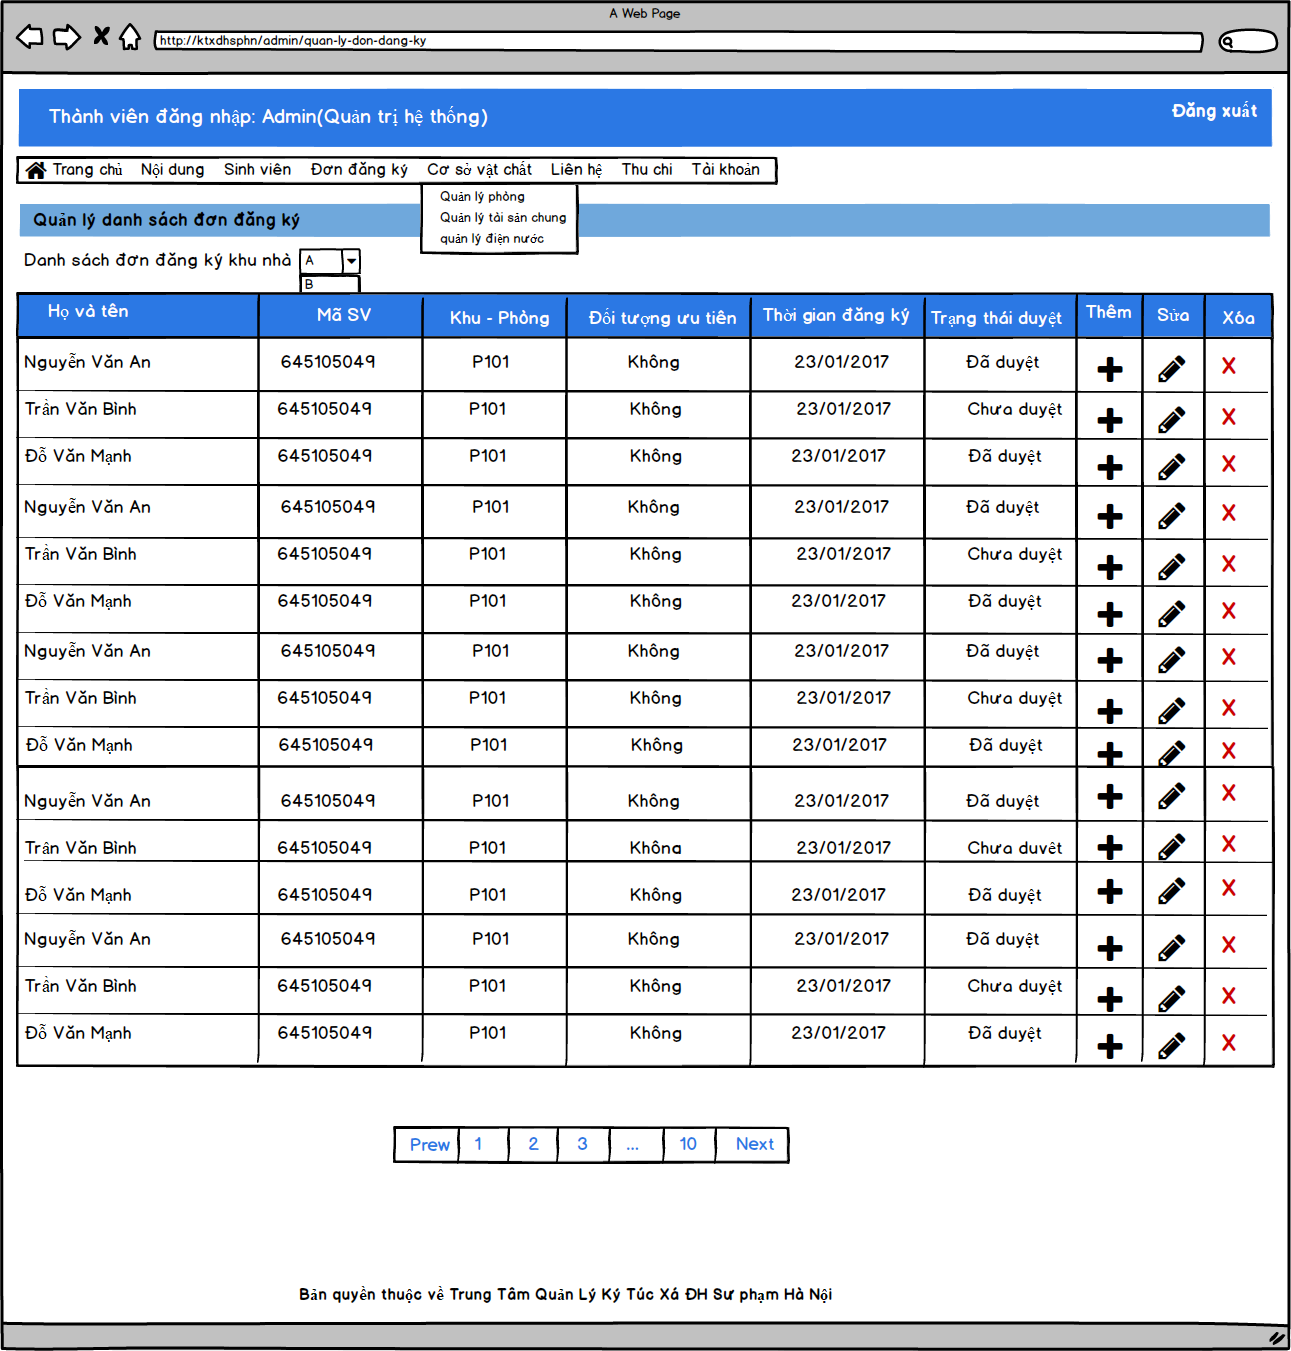 A Web Page
http://ktxdhsphn/admin/quan-ly-don-dang-ky
Thành viên đăng nhập: Admin(Quản trị hệ thống)
Đăng xuất
Trang chủ Nội dung Sinh viên Đơn đăng ký Cơ sở vật chất Liên hệ Thu chi Tài khoản
Quản lý phòng
Quản lý tài sản chung
quản lý điện nước
Quản lý danh sách đơn đăng ký
Danh sách đơn đăng ký khu nhà A
B
Họ và tên Mã SV Khu - Phòng Đối tượng ưu tiên Thời gian đăng ký Trạng thái duyệt Thêm Sửa Xóa
Nguyễn Văn An 645105049 P101 Không 23/01/2017 Đã duyệt X
Trần Văn Bình 645105049 P101 Không 23/01/2017 Chưa duyệt X
Đỗ Văn Mạnh 645105049 P101 Không 23/01/2017 Đã duyệt X
Nguyễn Văn An 645105049 P101 Không 23/01/2017 Đã duyệt X
Trần Văn Bình 645105049 P101 Không 23/01/2017 Chưa duyệt X
Đỗ Văn Mạnh 645105049 P101 Không 23/01/2017 Đã duyệt X
Nguyễn Văn An 645105049 P101 Không 23/01/2017 Đã duyệt X
Trần Văn Bình 645105049 P101 Không 23/01/2017 Chưa duyệt X
Đỗ Văn Mạnh 645105049 P101 Không 23/01/2017 Đã duyệt X
Nguyễn Văn An 645105049 P101 Không 23/01/2017 Đã duyệt X
Trần Văn Bình 645105049 P101 Không 23/01/2017 Chưa duyệt X
Đỗ Văn Mạnh 645105049 P101 Không 23/01/2017 Đã duyệt X
Nguyễn Văn An 645105049 P101 Không 23/01/2017 Đã duyệt X
Trần Văn Bình 645105049 P101 Không 23/01/2017 Chưa duyệt X
Đỗ Văn Mạnh 645105049 P101 Không 23/01/2017 Đã duyệt X
Prew 1 2 3 ... 10 Next
Bản quyền thuộc về Trung Tâm Quản Lý Ký Túc Xá ĐH Sư phạm Hà Nội